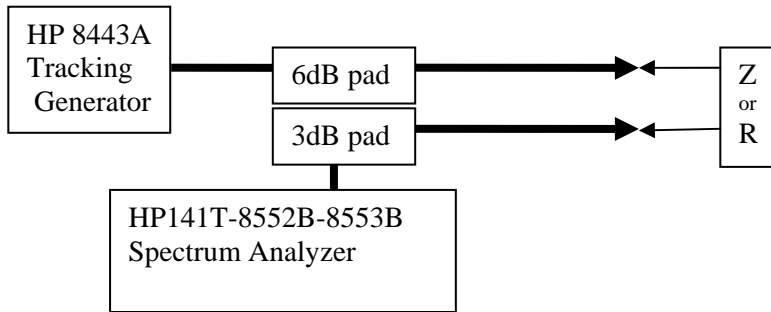 HP 8443A
Tracking
Generator
6dB pad
3dB pad
Z
or
R
HP141T-8552B-8553B
Spectrum Analyzer